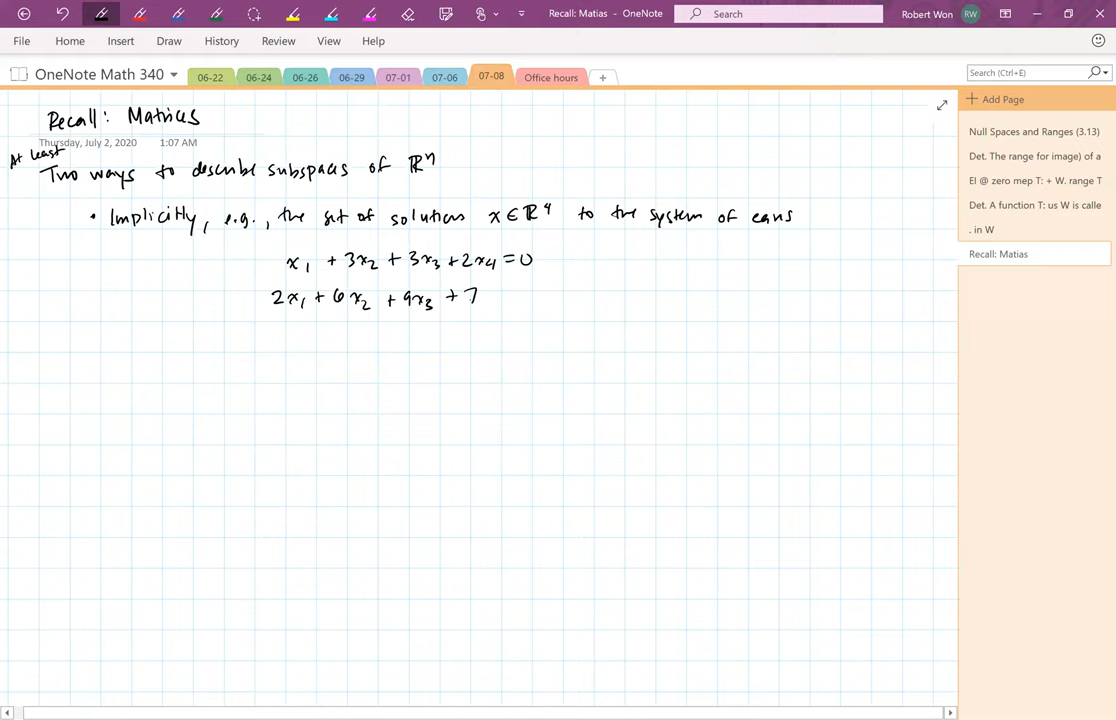 Recall: Matias - OneNote
Search
Robert Won
RW
File Home Insert Draw History Review View Help
OneNote Math 340
06-22 06-24 06-26 06-29 07-01 07-06 07-08 Office hours +
Search (Ctrl+E)
Add Page
Null Spaces and Ranges (3.13)
Det. The range for image) of a
El @ zero mep T: + W. range T
Det. A function T: us W is calle
. in W
Recall: Matias
Recall: Matrices
Thursday, July 2, 2020 1:07 AM
At least
Two ways to describe subspaces of ℝⁿ
• Implicitly, e.g., the set of solutions x ∈ ℝ⁴ to the system of eqns
x₁ + 3x₂ + 3x₃ + 2x₄ = 0
2x₁ + 6x₂ + 9x₃ + 7